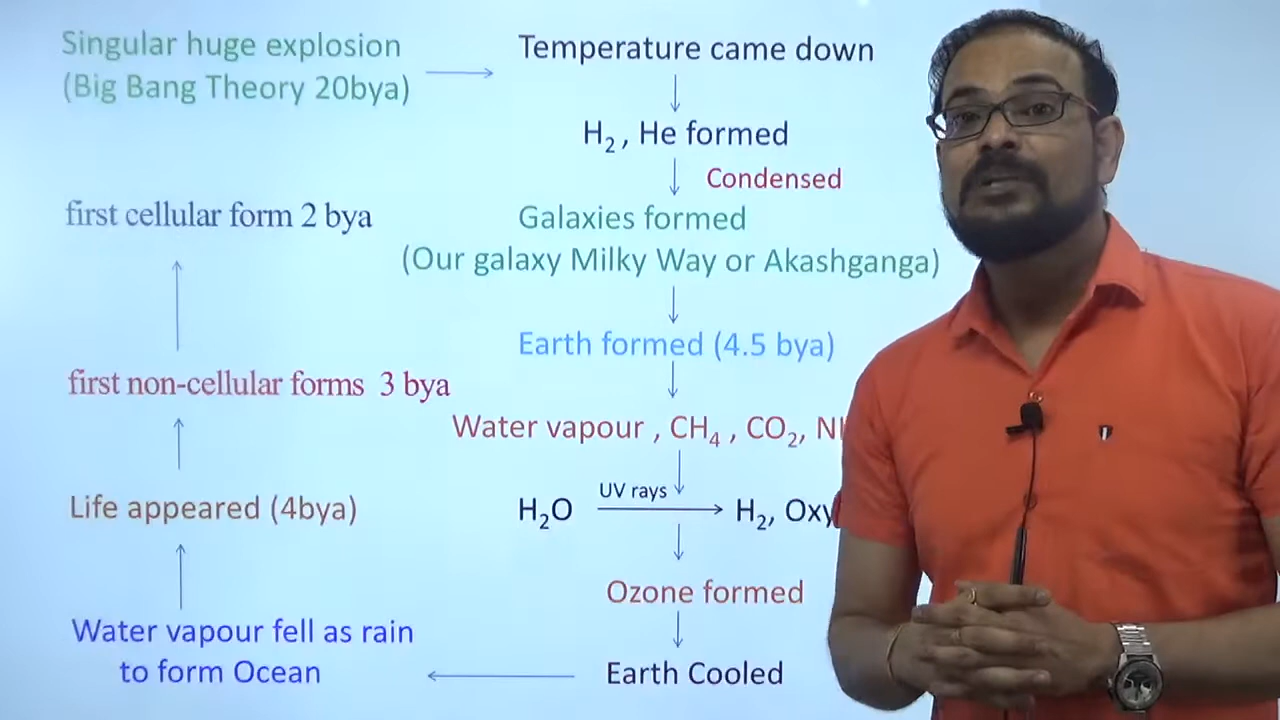 Singular huge explosion
(Big Bang Theory 20bya)
Temperature came down
H₂ , He formed
Condensed
Galaxies formed
(Our galaxy Milky Way or Akashganga)
Earth formed (4.5 bya)
Water vapour , CH₄ , CO₂,
UV rays
H₂O
H₂,
Ozone formed
Earth Cooled
Water vapour fell as rain
to form Ocean
Life appeared (4bya)
first non-cellular forms 3 bya
first cellular form 2 bya